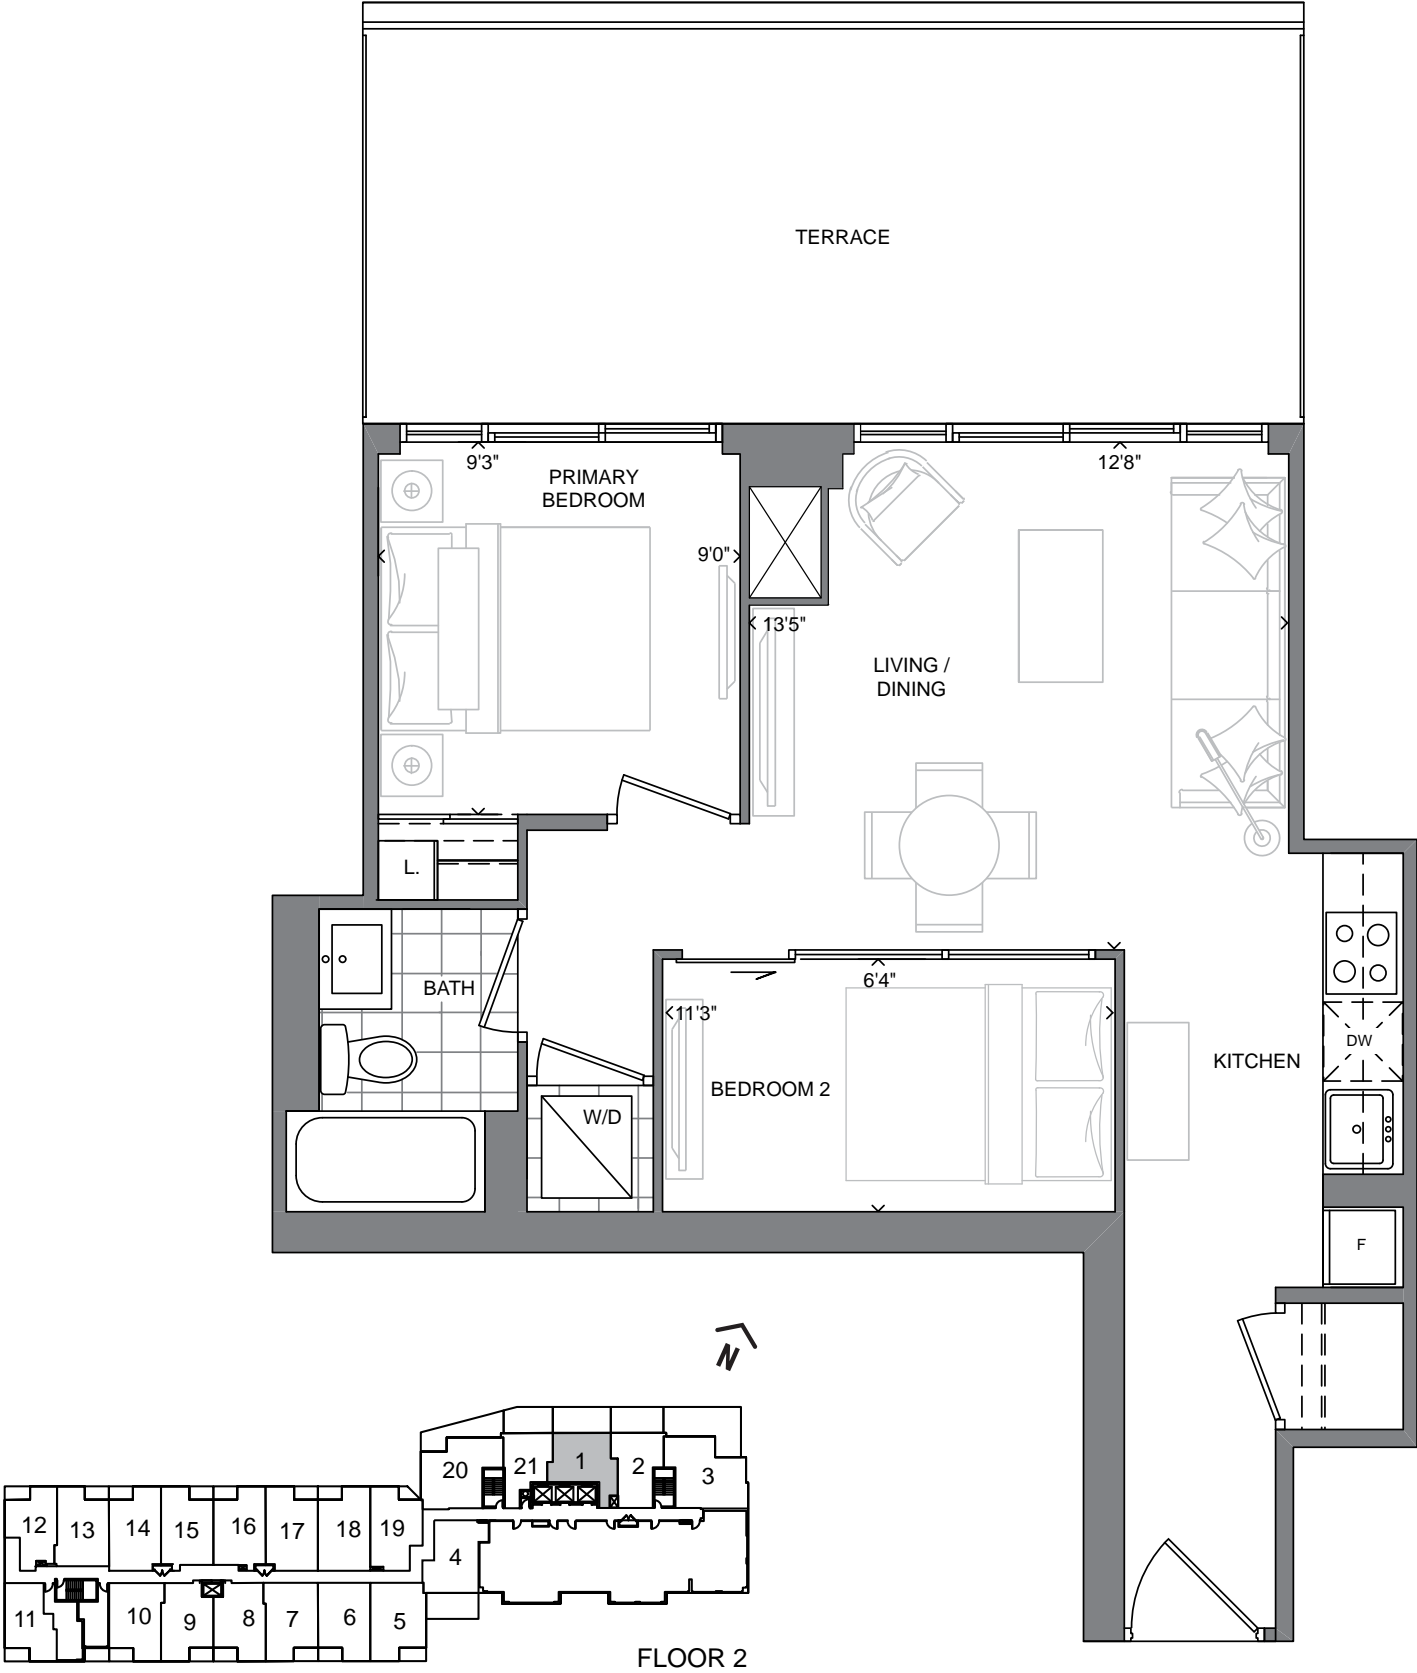 TERRACE
9'3"
PRIMARY
BEDROOM
12'8"
9'0"
13'5"
LIVING /
DINING
L.
BATH
6'4"
11'3"
DW
KITCHEN
BEDROOM 2
W/D
F
N
20
21
1
2
3
12
13
14
15
16
17
18
19
4
11
10
9
8
7
6
5
FLOOR 2